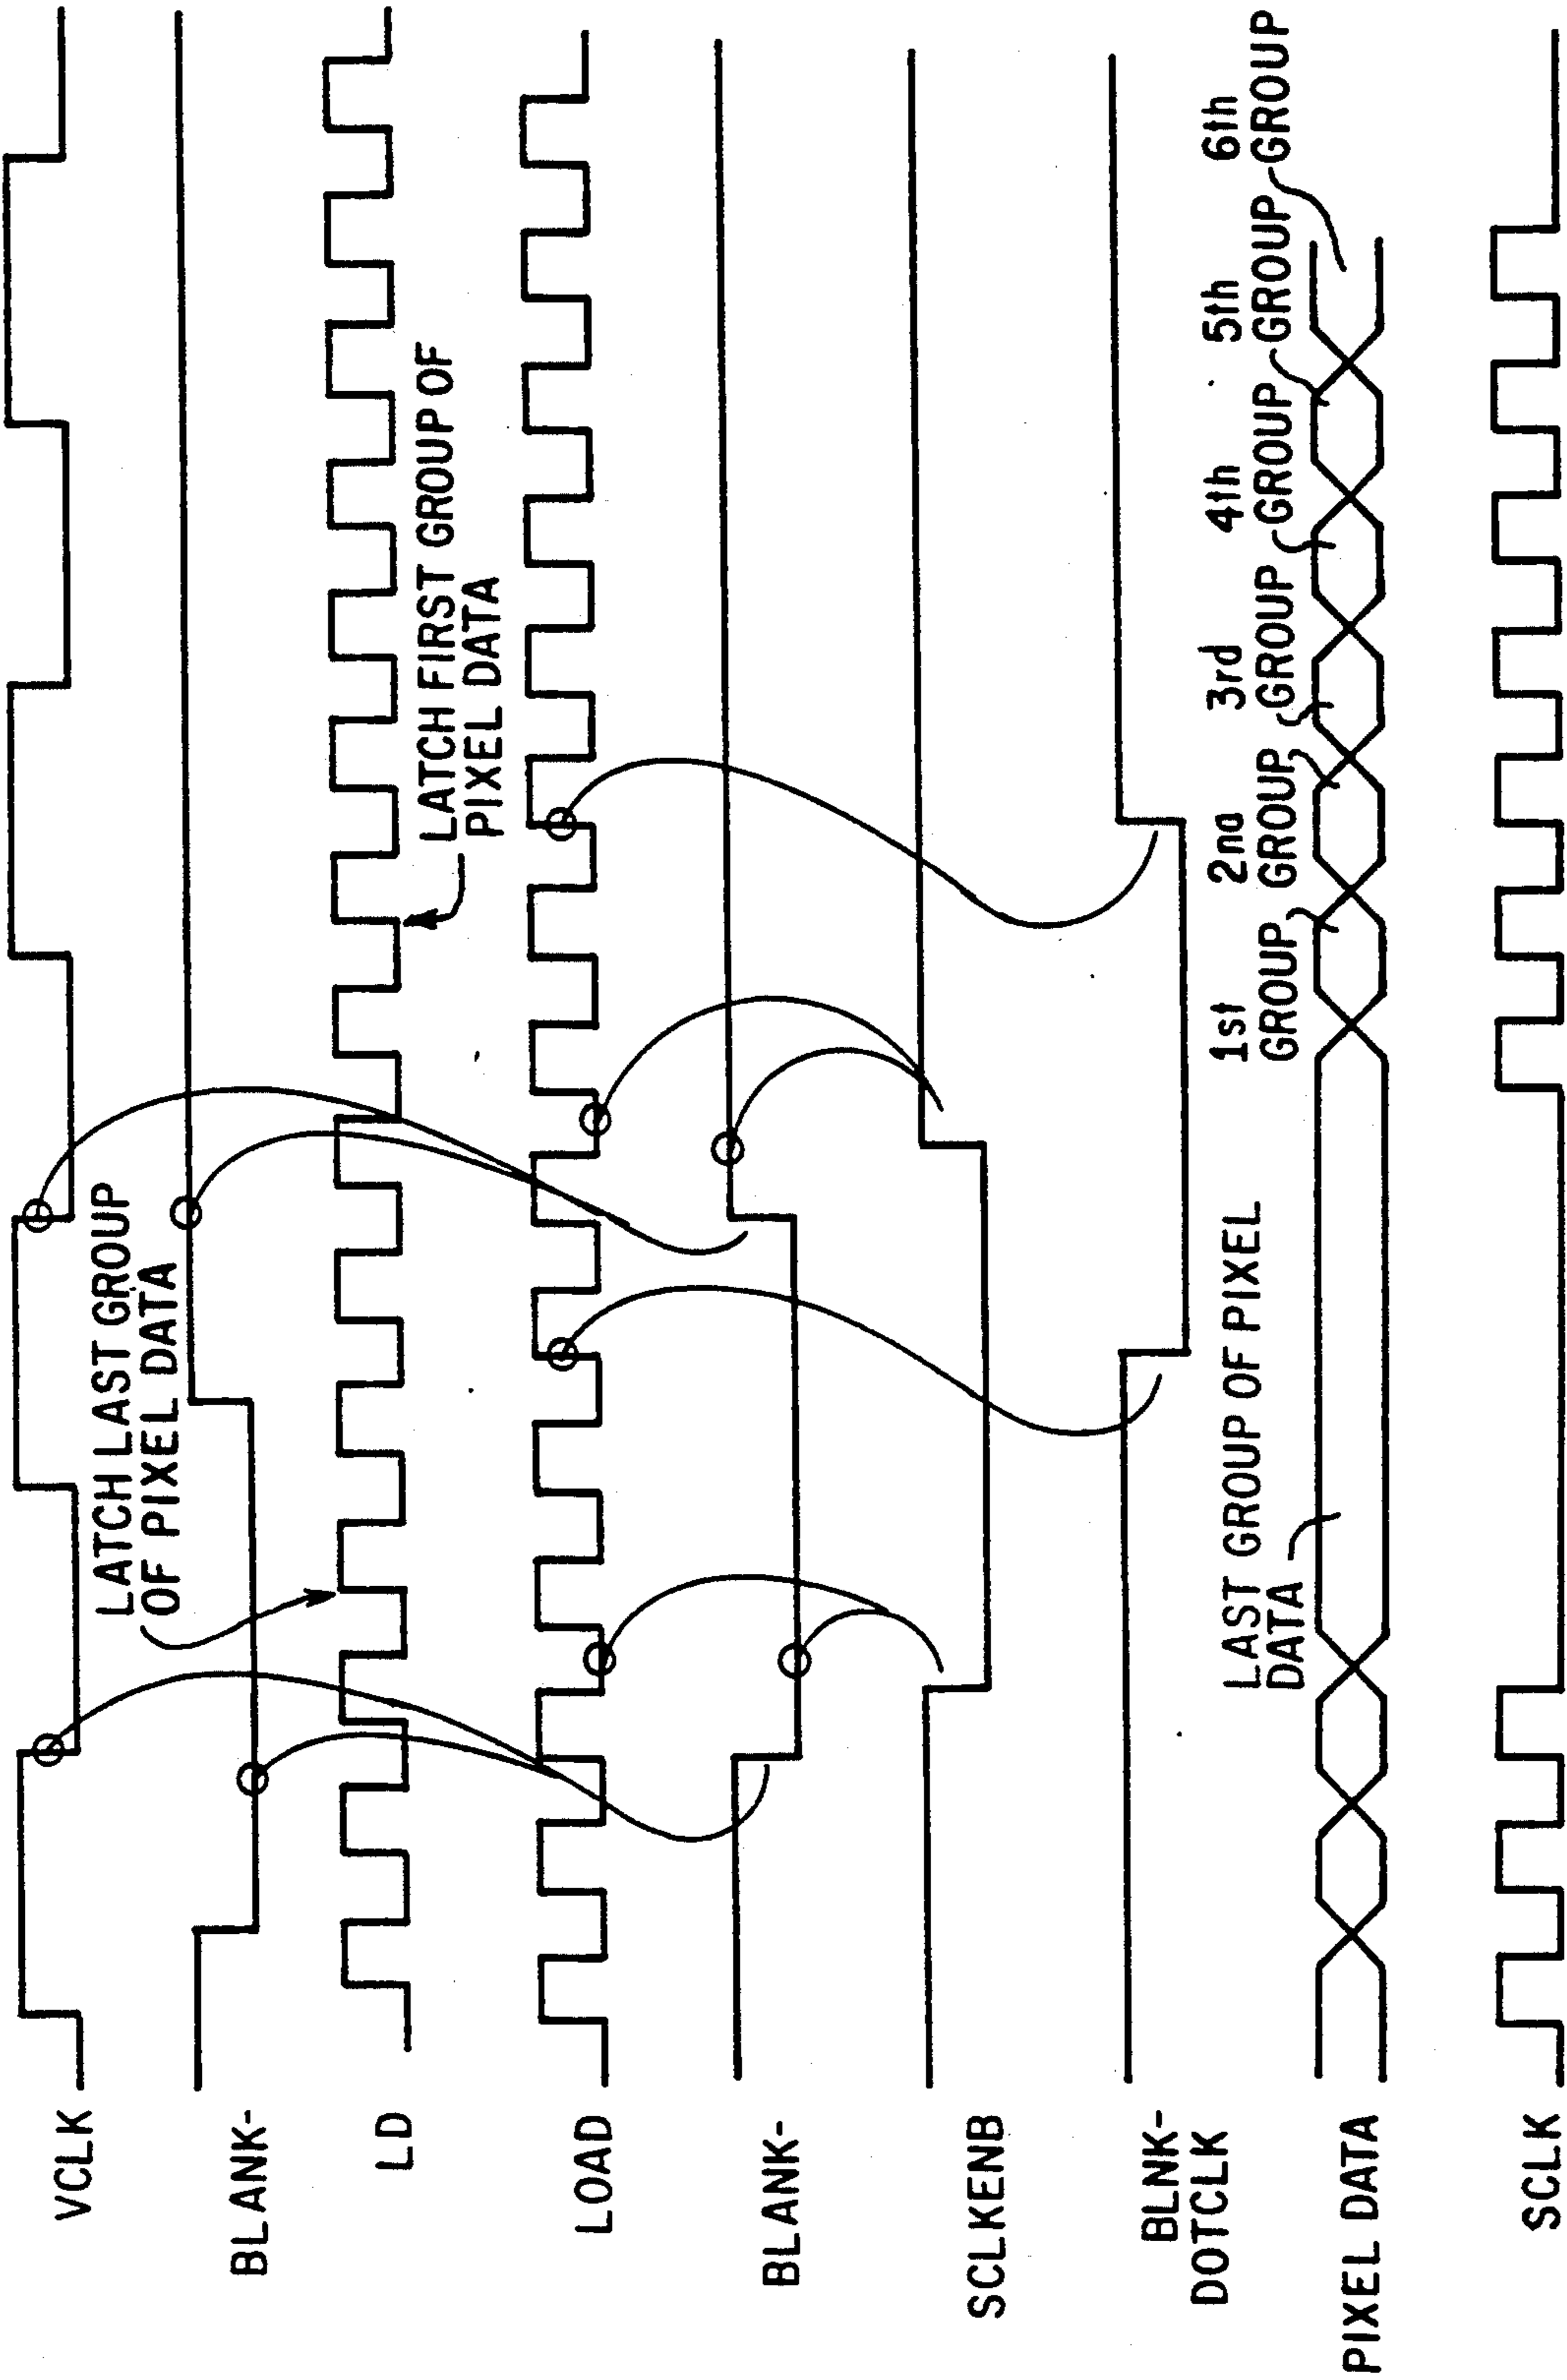 VCLK
BLANK-
LD
LOAD
BLANK-
SCLKENB
BLNK-
DOTCLK
PIXEL DATA
SCLK
LATCH LAST GROUP
OF PIXEL DATA
LATCH FIRST GROUP OF
PIXEL DATA
LAST GROUP OF PIXEL
DATA
1st
GROUP
2nd
GROUP
3rd
GROUP
4th
GROUP
5th
GROUP
6th
GROUP